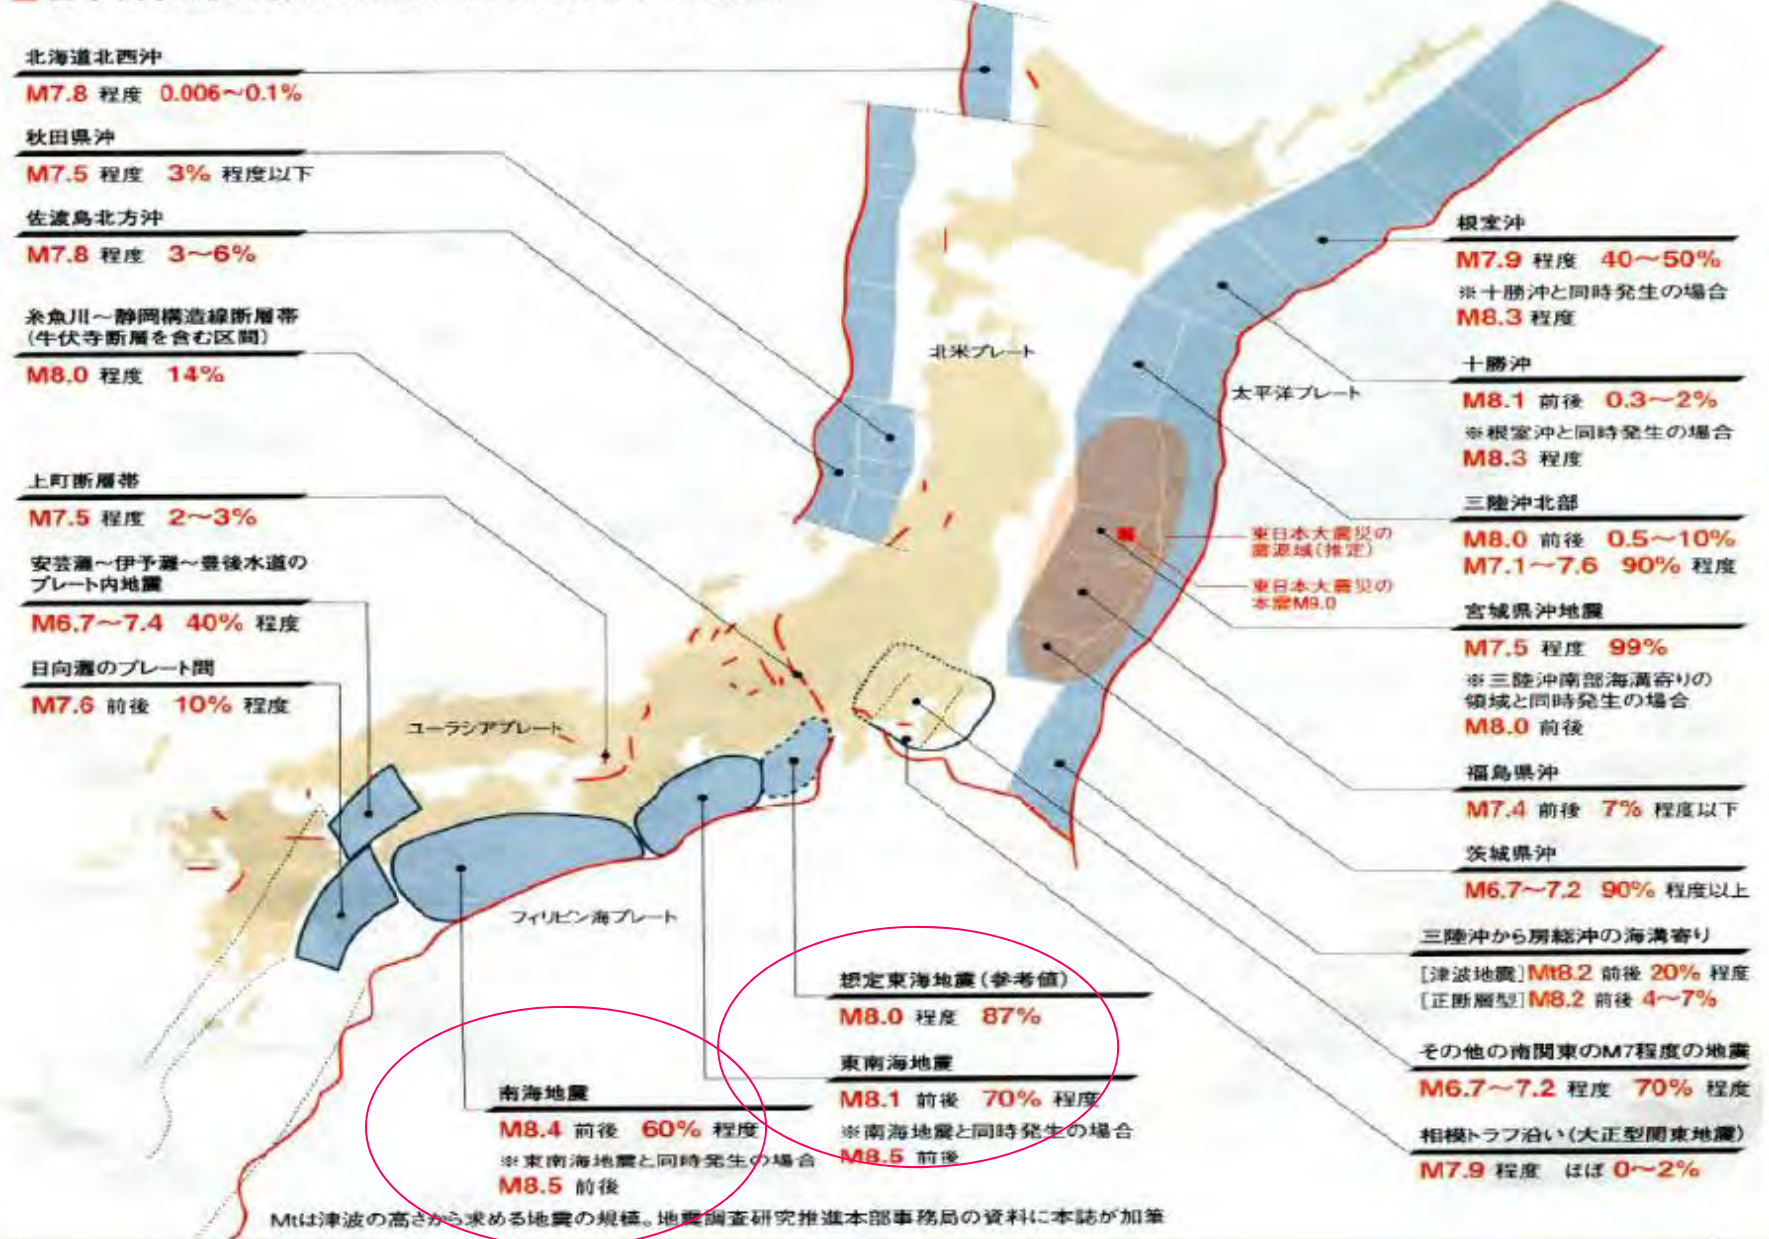 北海道北西沖
M7.8 程度 0.006～0.1%
秋田県沖
M7.5 程度 3% 程度以下
佐渡島北方沖
M7.8 程度 3～6%
糸魚川～静岡構造線断層帯
(牛伏寺断層を含む区間)
M8.0 程度 14%
上町断層帯
M7.5 程度 2～3%
安芸灘～伊予灘～豊後水道の
プレート内地震
M6.7～7.4 40% 程度
日向灘のプレート間
M7.6 前後 10% 程度
北米プレート
太平洋プレート
ユーラシアプレート
フィリピン海プレート
東日本大震災の
震源域(推定)
東日本大震災の
本震M9.0
根室沖
M7.9 程度 40～50%
※十勝沖と同時発生の場合
M8.3 程度
十勝沖
M8.1 前後 0.3～2%
※根室沖と同時発生の場合
M8.3 程度
三陸沖北部
M8.0 前後 0.5～10%
M7.1～7.6 90% 程度
宮城県沖地震
M7.5 程度 99%
※三陸沖南部海溝寄りの
領域と同時発生の場合
M8.0 前後
福島県沖
M7.4 前後 7% 程度以下
茨城県沖
M6.7～7.2 90% 程度以上
三陸沖から房総沖の海溝寄り
[津波地震]Mt8.2 前後 20% 程度
[正断層型]M8.2 前後 4～7%
その他の南関東のM7程度の地震
M6.7～7.2 程度 70% 程度
相模トラフ沿い(大正型関東地震)
M7.9 程度 ほぼ 0～2%
想定東海地震(参考値)
M8.0 程度 87%
東南海地震
M8.1 前後 70% 程度
※南海地震と同時発生の場合
M8.5 前後
南海地震
M8.4 前後 60% 程度
※東南海地震と同時発生の場合
M8.5 前後
Mtは津波の高さから求める地震の規模。地震調査研究推進本部事務局の資料に本誌が加筆